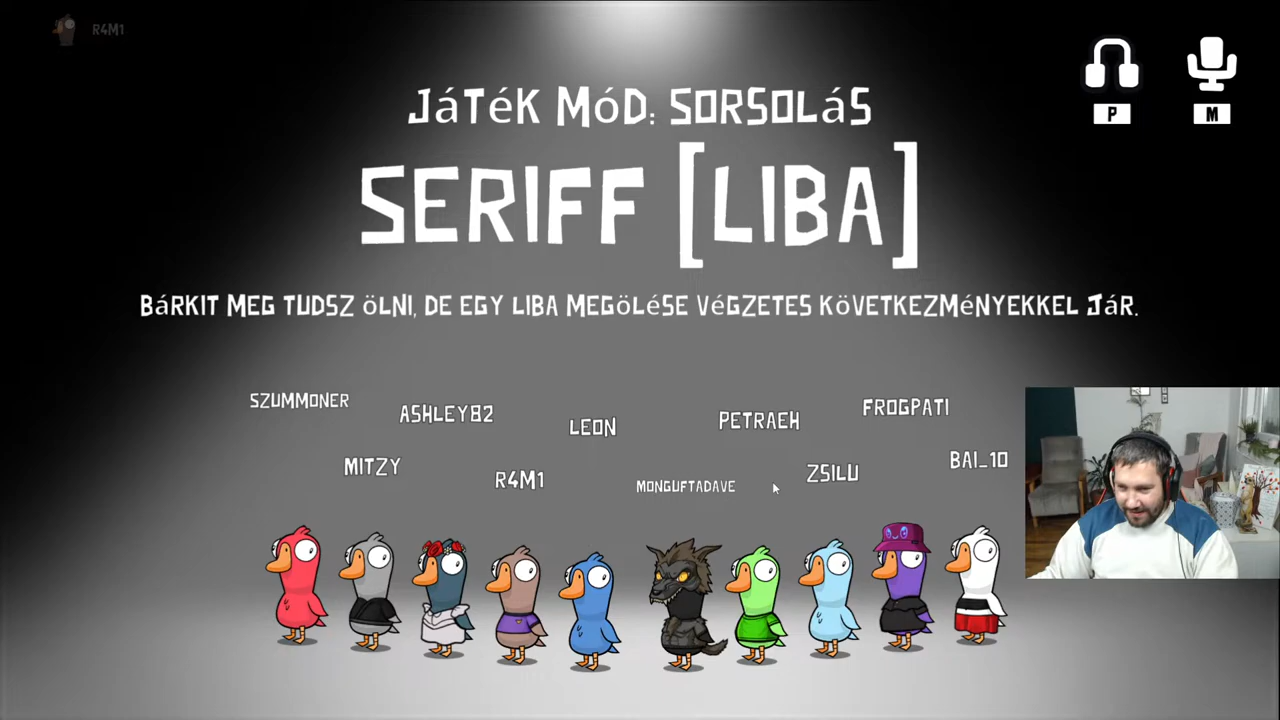 R4M1
P
M
JÁTÉK MÓD: SORSOLÁS
SERIFF [LIBA]
BÁRKIT MEG TUDSZ ÖLNI, DE EGY LIBA MEGÖLÉSE VÉGZETES KÖVETKEZMÉNYEKKEL JÁR.
SZUMMONER
ASHLEY82
LEON
PETRAEH
FROGPATI
MITZY
R4M1
MONGUFTADAVE
ZSILU
BAI_10